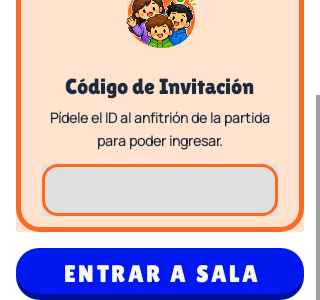 Código de Invitación
Pídele el ID al anfitrión de la partida
para poder ingresar.
ENTRAR A SALA